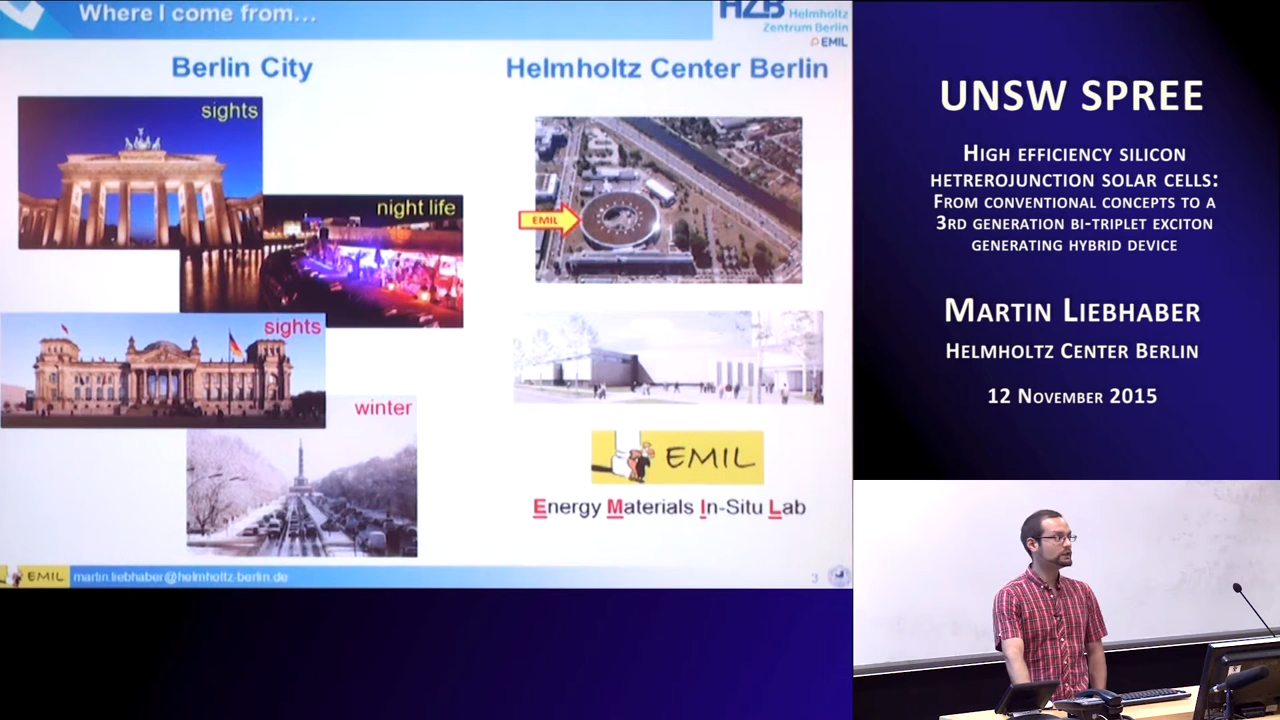 Where I come from...
HZB Helmholtz
Zentrum Berlin
EMIL
Berlin City
Helmholtz Center Berlin
sights
night life
EMIL
sights
winter
EMIL
Energy Materials In-Situ Lab
EMIL martin.liebhaber@helmholtz-berlin.de
3
UNSW SPREE
High efficiency silicon
hetrerojunction solar cells:
From conventional concepts to a
3rd generation bi-triplet exciton
generating hybrid device
Martin Liebhaber
Helmholtz Center Berlin
12 November 2015